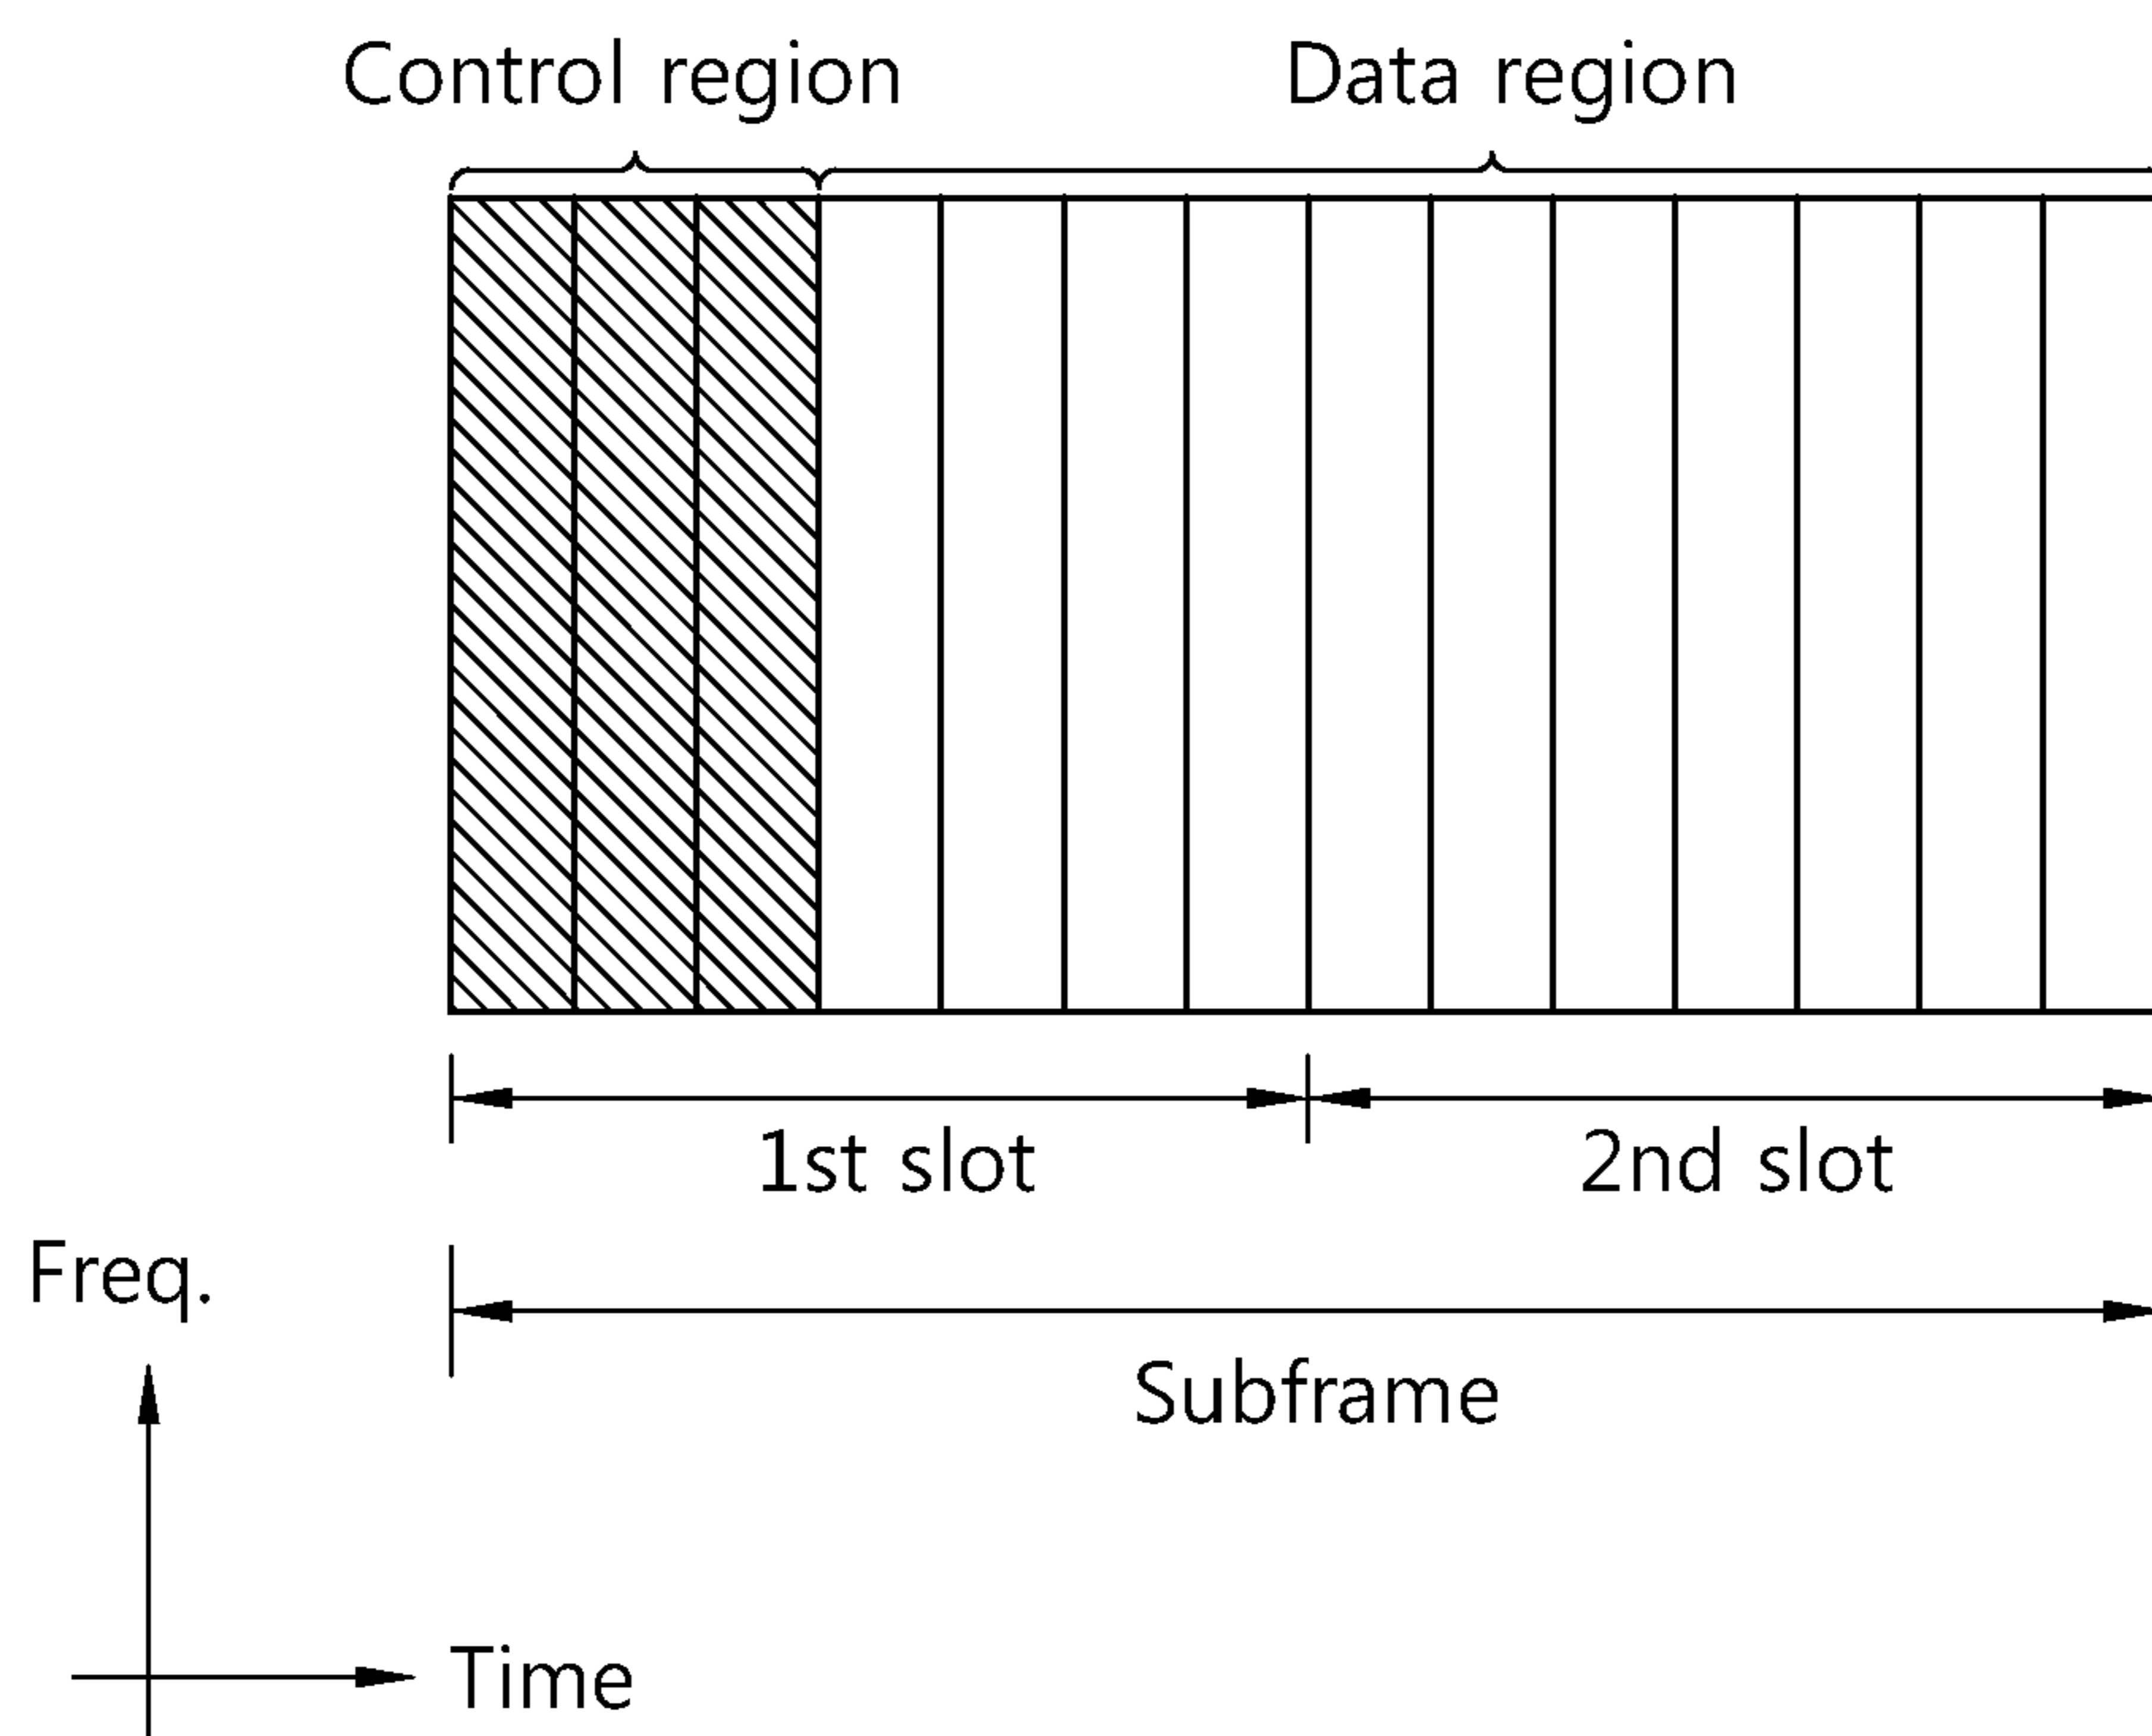 Control region
Data region
1st slot
2nd slot
Freq.
Subframe
Time